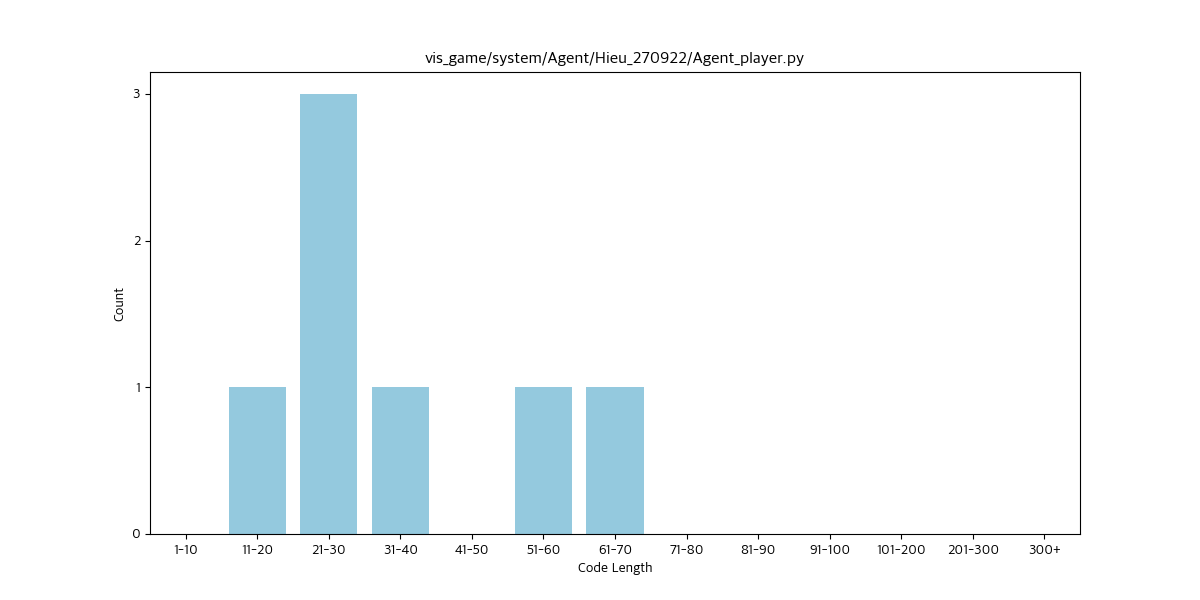 vis_game/system/Agent/Hieu_270922/Agent_player.py
3
2
1
0
Count
1-10 11-20 21-30 31-40 41-50 51-60 61-70 71-80 81-90 91-100 101-200 201-300 300+
Code Length